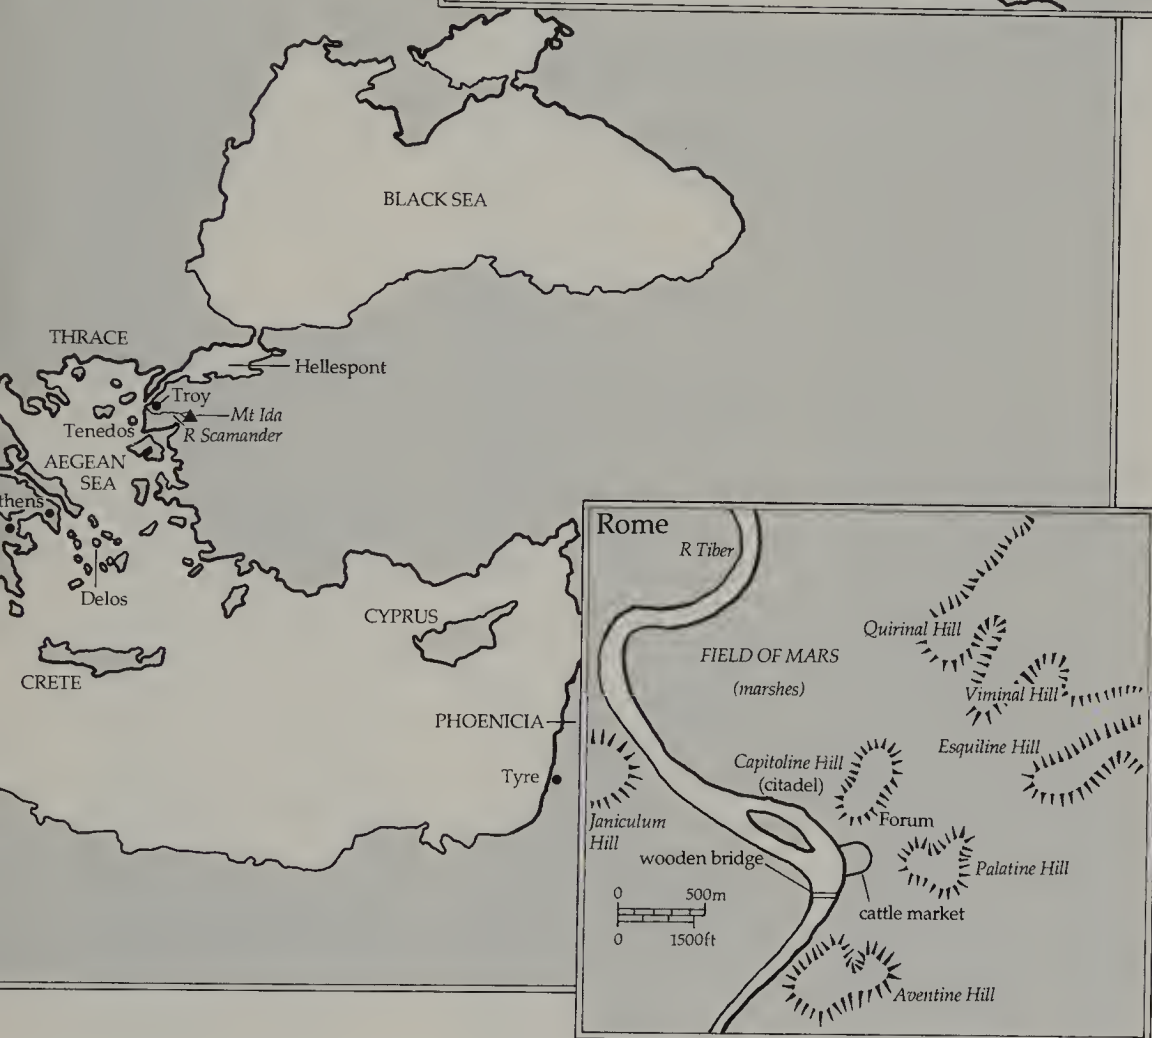 BLACK SEA
THRACE
Hellespont
Troy
Mt Ida
Tenedos
R Scamander
AEGEAN
SEA
thens
Delos
CYPRUS
CRETE
PHOENICIA
Tyre
Rome
R Tiber
Quirinal Hill
FIELD OF MARS
(marshes)
Viminal Hill
Esquiline Hill
Capitoline Hill
(citadel)
Janiculum
Hill
Forum
wooden bridge
Palatine Hill
0 500m
cattle market
0 1500ft
Aventine Hill